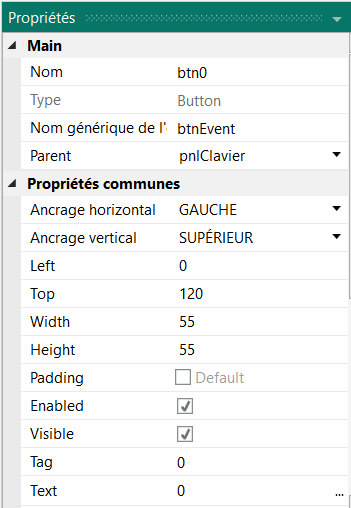 Propriétés
Main
Nom btn0
Type Button
Nom générique de l'é btnEvent
Parent pnlClavier
Propriétés communes
Ancrage horizontal GAUCHE
Ancrage vertical SUPÉRIEUR
Left 0
Top 120
Width 55
Height 55
Padding Default
Enabled
Visible
Tag 0
Text 0 ...